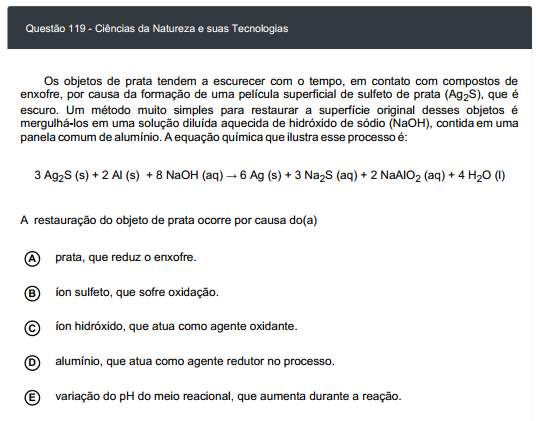 Questão 119 - Ciências da Natureza e suas Tecnologias
Os objetos de prata tendem a escurecer com o tempo, em contato com compostos de
enxofre, por causa da formação de uma película superficial de sulfeto de prata (Ag₂S), que é
escuro. Um método muito simples para restaurar a superfície original desses objetos é
mergulhá-los em uma solução diluída aquecida de hidróxido de sódio (NaOH), contida em uma
panela comum de alumínio. A equação química que ilustra esse processo é:
3 Ag₂S (s) + 2 Al (s) + 8 NaOH (aq) → 6 Ag (s) + 3 Na₂S (aq) + 2 NaAlO₂ (aq) + 4 H₂O (l)
A restauração do objeto de prata ocorre por causa do(a)
A prata, que reduz o enxofre.
B íon sulfeto, que sofre oxidação.
C íon hidróxido, que atua como agente oxidante.
D alumínio, que atua como agente redutor no processo.
E variação do pH do meio reacional, que aumenta durante a reação.